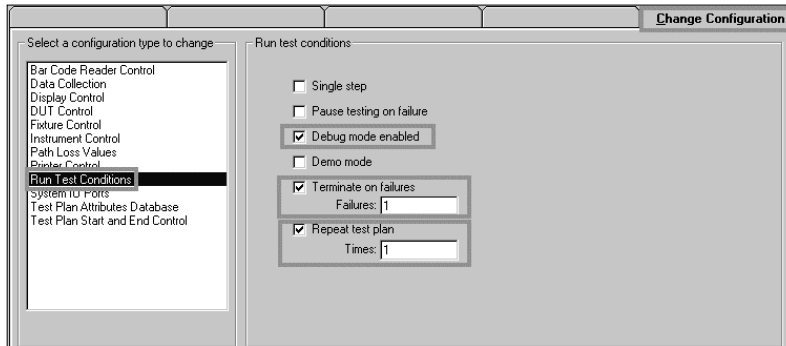 Change Configuration
Select a configuration type to change
Bar Code Reader Control
Data Collection
Display Control
DUT Control
Fixture Control
Instrument Control
Path Loss Values
Printer Control
Run Test Conditions
System IO Ports
Test Plan Attributes Database
Test Plan Start and End Control
Run test conditions
Single step
Pause testing on failure
Debug mode enabled
Demo mode
Terminate on failures
Failures: 1
Repeat test plan
Times: 1